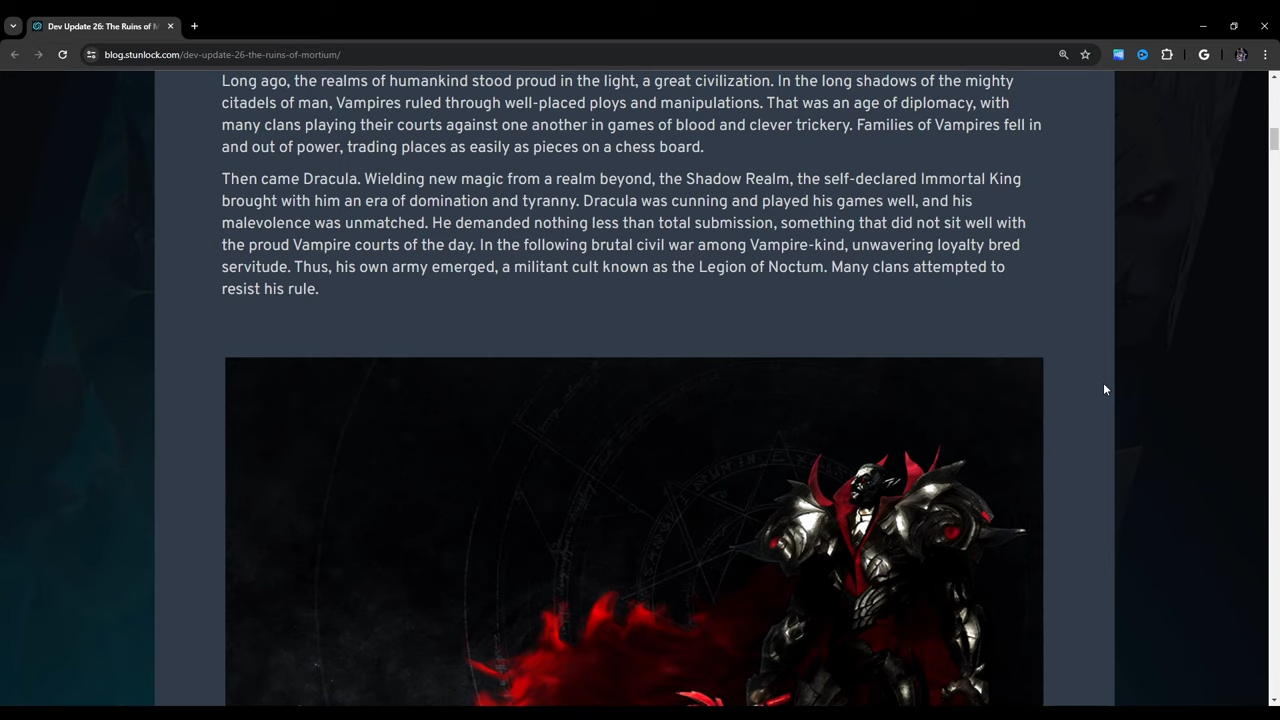 Dev Update 26: The Ruins of M
blog.stunlock.com/dev-update-26-the-ruins-of-mortium/
Long ago, the realms of humankind stood proud in the light, a great civilization. In the long shadows of the mighty
citadels of man, Vampires ruled through well-placed ploys and manipulations. That was an age of diplomacy, with
many clans playing their courts against one another in games of blood and clever trickery. Families of Vampires fell in
and out of power, trading places as easily as pieces on a chess board.
Then came Dracula. Wielding new magic from a realm beyond, the Shadow Realm, the self-declared Immortal King
brought with him an era of domination and tyranny. Dracula was cunning and played his games well, and his
malevolence was unmatched. He demanded nothing less than total submission, something that did not sit well with
the proud Vampire courts of the day. In the following brutal civil war among Vampire-kind, unwavering loyalty bred
servitude. Thus, his own army emerged, a militant cult known as the Legion of Noctum. Many clans attempted to
resist his rule.